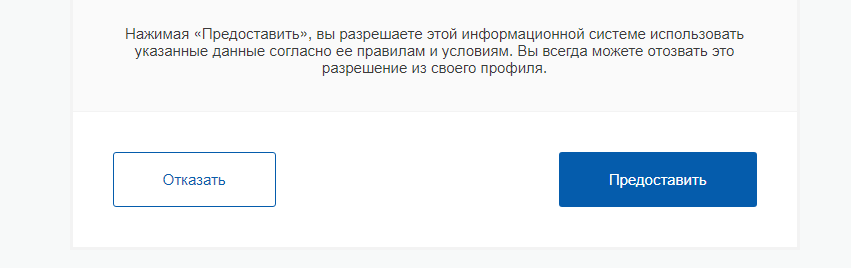 Нажимая «Предоставить», вы разрешаете этой информационной системе использовать
указанные данные согласно ее правилам и условиям. Вы всегда можете отозвать это
разрешение из своего профиля.
Отказать
Предоставить